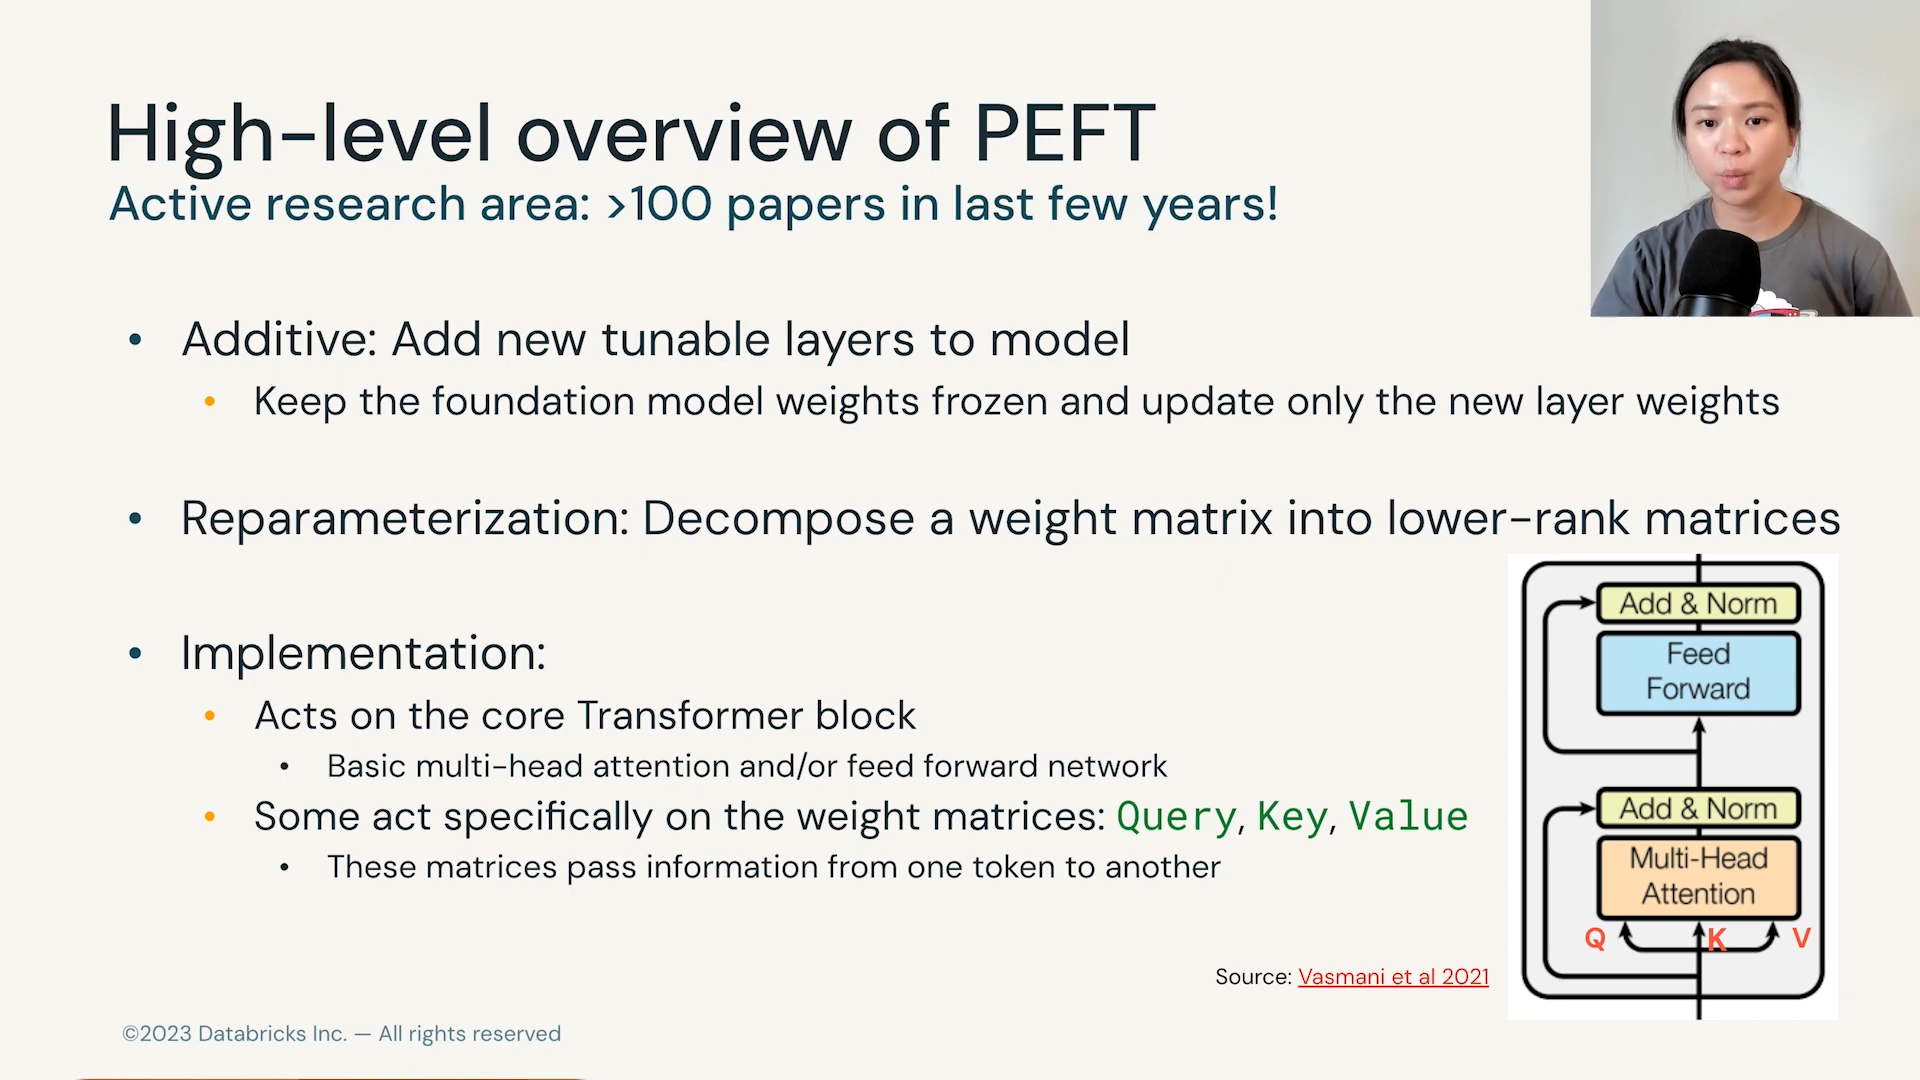 High-level overview of PEFT
Active research area: >100 papers in last few years!
• Additive: Add new tunable layers to model
• Keep the foundation model weights frozen and update only the new layer weights
• Reparameterization: Decompose a weight matrix into lower-rank matrices
• Implementation:
• Acts on the core Transformer block
• Basic multi-head attention and/or feed forward network
• Some act specifically on the weight matrices: Query, Key, Value
• These matrices pass information from one token to another
Add & Norm
Feed
Forward
Add & Norm
Multi-Head
Attention
Q K V
Source: Vasmani et al 2021
©2023 Databricks Inc. — All rights reserved